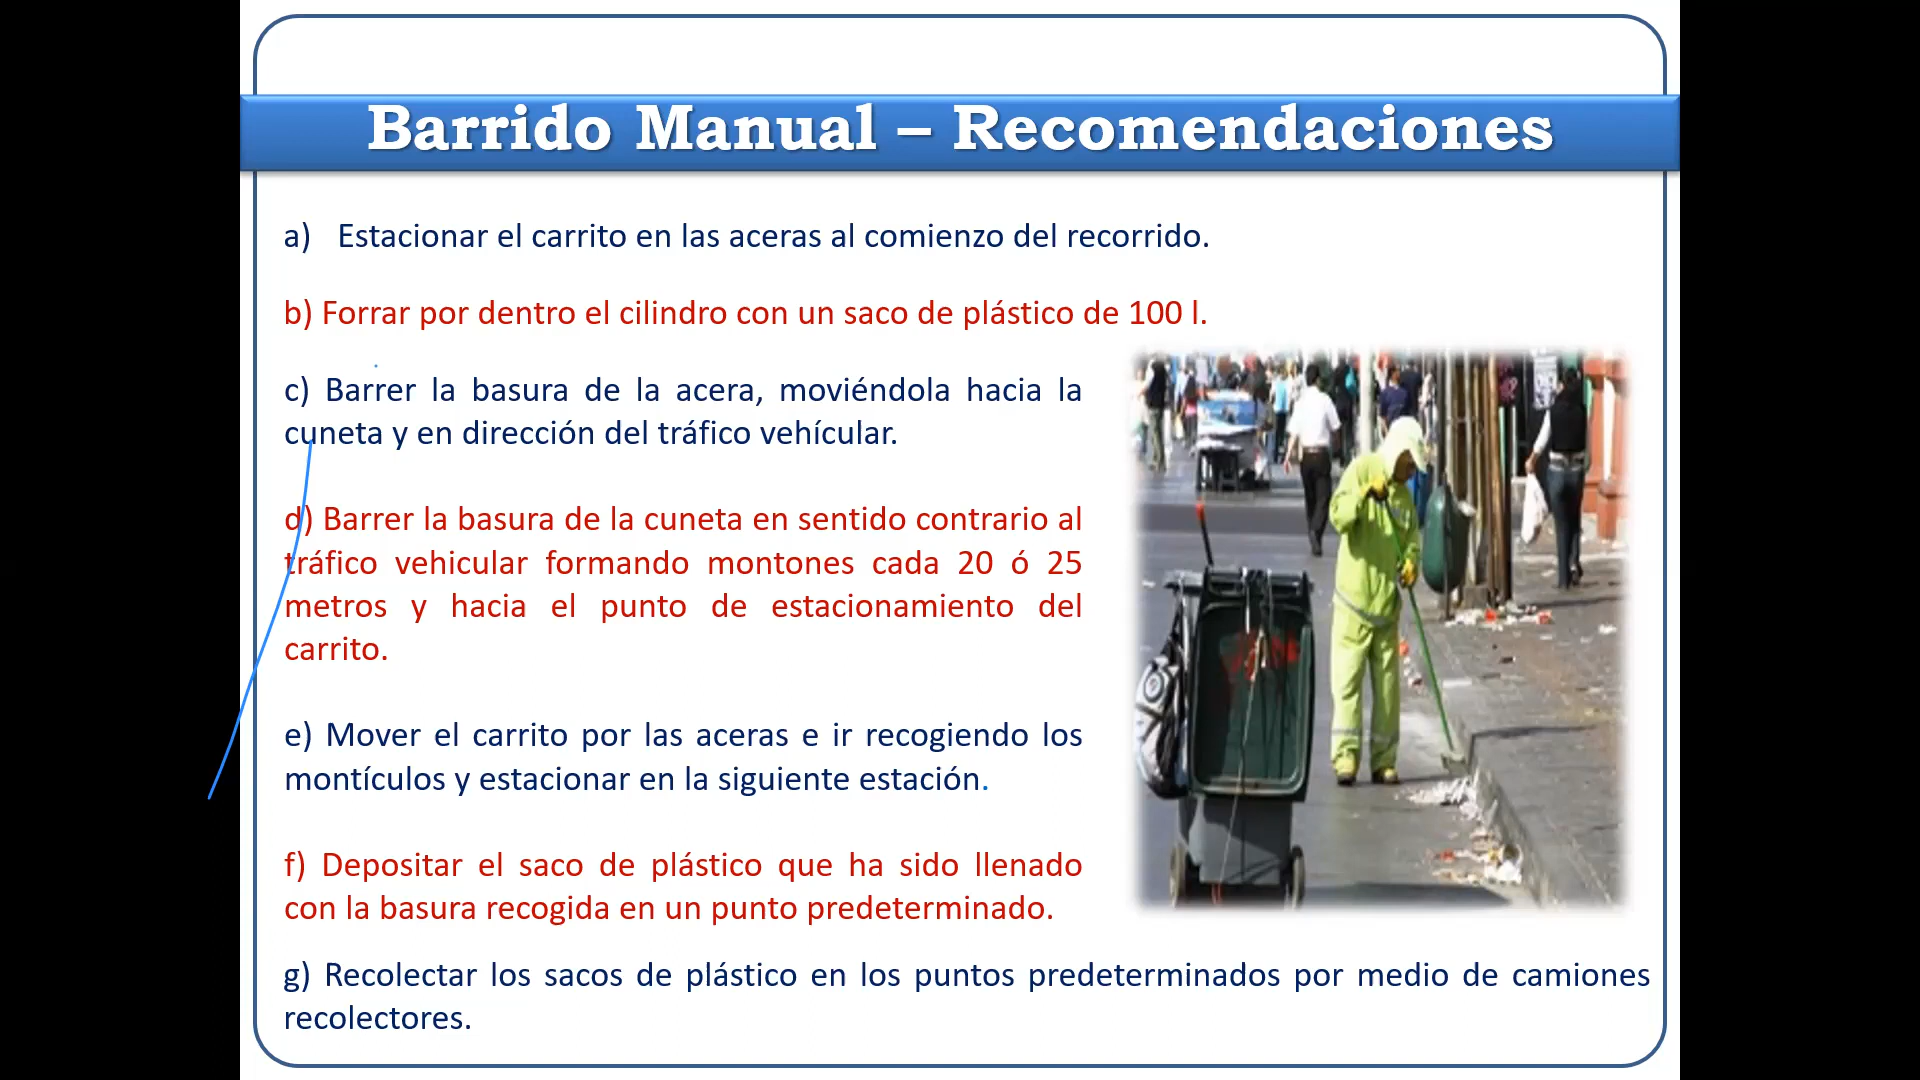 Barrido Manual – Recomendaciones
a) Estacionar el carrito en las aceras al comienzo del recorrido.
b) Forrar por dentro el cilindro con un saco de plástico de 100 l.
c) Barrer la basura de la acera, moviéndola hacia la
cuneta y en dirección del tráfico vehícular.
d) Barrer la basura de la cuneta en sentido contrario al
tráfico vehicular formando montones cada 20 ó 25
metros y hacia el punto de estacionamiento del
carrito.
e) Mover el carrito por las aceras e ir recogiendo los
montículos y estacionar en la siguiente estación.
f) Depositar el saco de plástico que ha sido llenado
con la basura recogida en un punto predeterminado.
g) Recolectar los sacos de plástico en los puntos predeterminados por medio de camiones
recolectores.